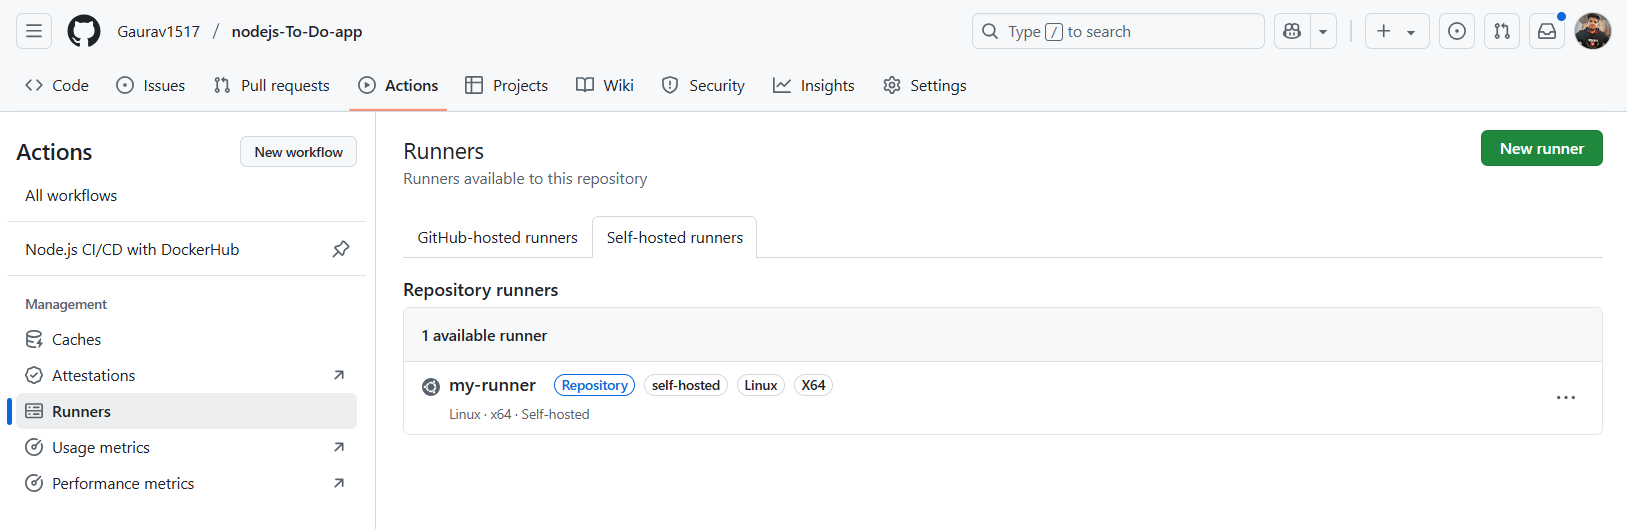 Gaurav1517 / nodejs-To-Do-app
Type / to search
Code
Issues
Pull requests
Actions
Projects
Wiki
Security
Insights
Settings
Actions
New workflow
All workflows
Node.js CI/CD with DockerHub
Management
Caches
Attestations
Runners
Usage metrics
Performance metrics
Runners
New runner
Runners available to this repository
GitHub-hosted runners
Self-hosted runners
Repository runners
1 available runner
my-runner Repository self-hosted Linux X64
Linux · x64 · Self-hosted